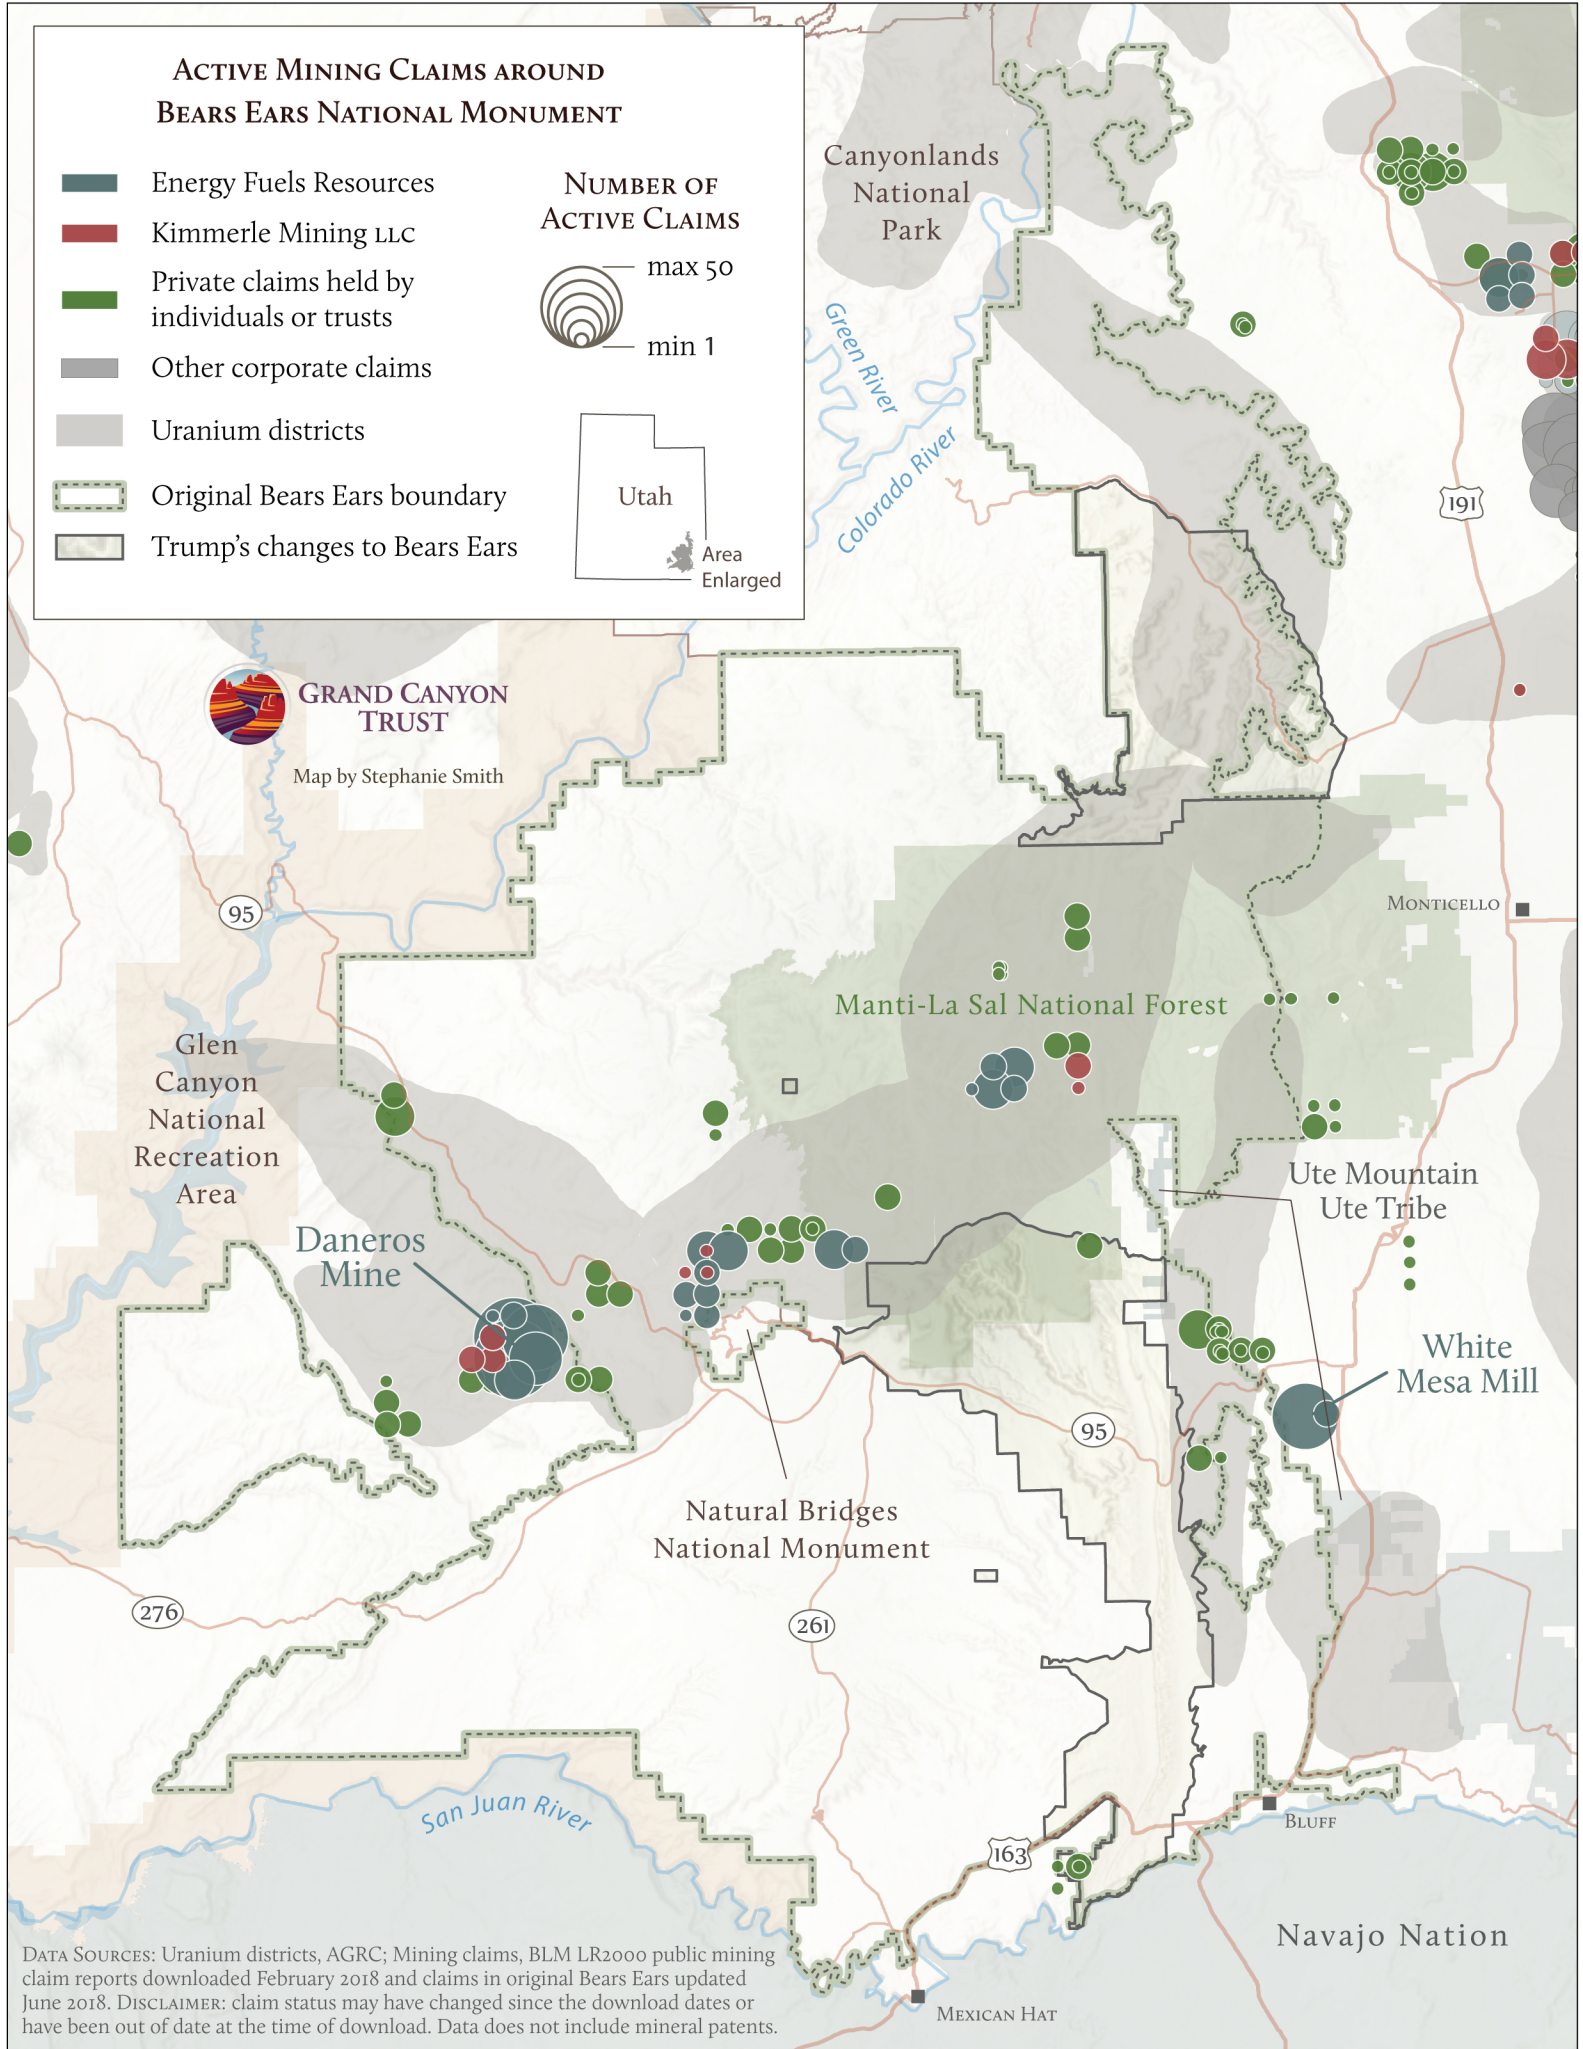 Active Mining Claims around
Bears Ears National Monument
Energy Fuels Resources
Kimmerle Mining LLC
Private claims held by
individuals or trusts
Other corporate claims
Uranium districts
Original Bears Ears boundary
Trump's changes to Bears Ears
Number of
Active Claims
max 50
min 1
Utah
Area
Enlarged
Canyonlands
National
Park
Green River
Colorado River
191
Grand Canyon
Trust
Map by Stephanie Smith
95
Monticello
Manti-La Sal National Forest
Glen
Canyon
National
Recreation
Area
Ute Mountain
Ute Tribe
Daneros
Mine
White
Mesa Mill
95
Natural Bridges
National Monument
276
261
San Juan River
Bluff
163
Navajo Nation
Mexican Hat
Data Sources: Uranium districts, AGRC; Mining claims, BLM LR2000 public mining
claim reports downloaded February 2018 and claims in original Bears Ears updated
June 2018. Disclaimer: claim status may have changed since the download dates or
have been out of date at the time of download. Data does not include mineral patents.